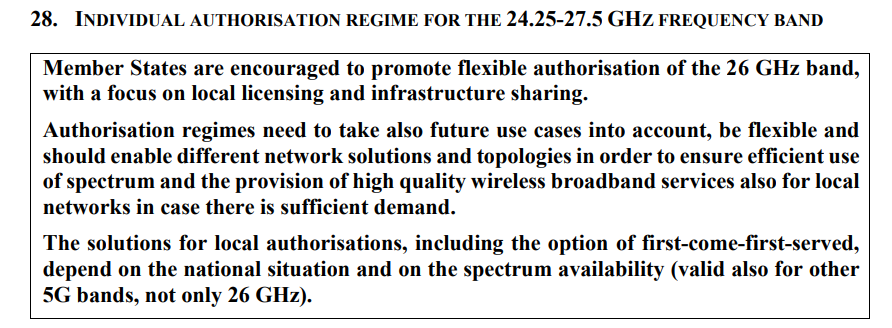 28. INDIVIDUAL AUTHORISATION REGIME FOR THE 24.25-27.5 GHZ FREQUENCY BAND
Member States are encouraged to promote flexible authorisation of the 26 GHz band,
with a focus on local licensing and infrastructure sharing.
Authorisation regimes need to take also future use cases into account, be flexible and
should enable different network solutions and topologies in order to ensure efficient use
of spectrum and the provision of high quality wireless broadband services also for local
networks in case there is sufficient demand.
The solutions for local authorisations, including the option of first-come-first-served,
depend on the national situation and on the spectrum availability (valid also for other
5G bands, not only 26 GHz).